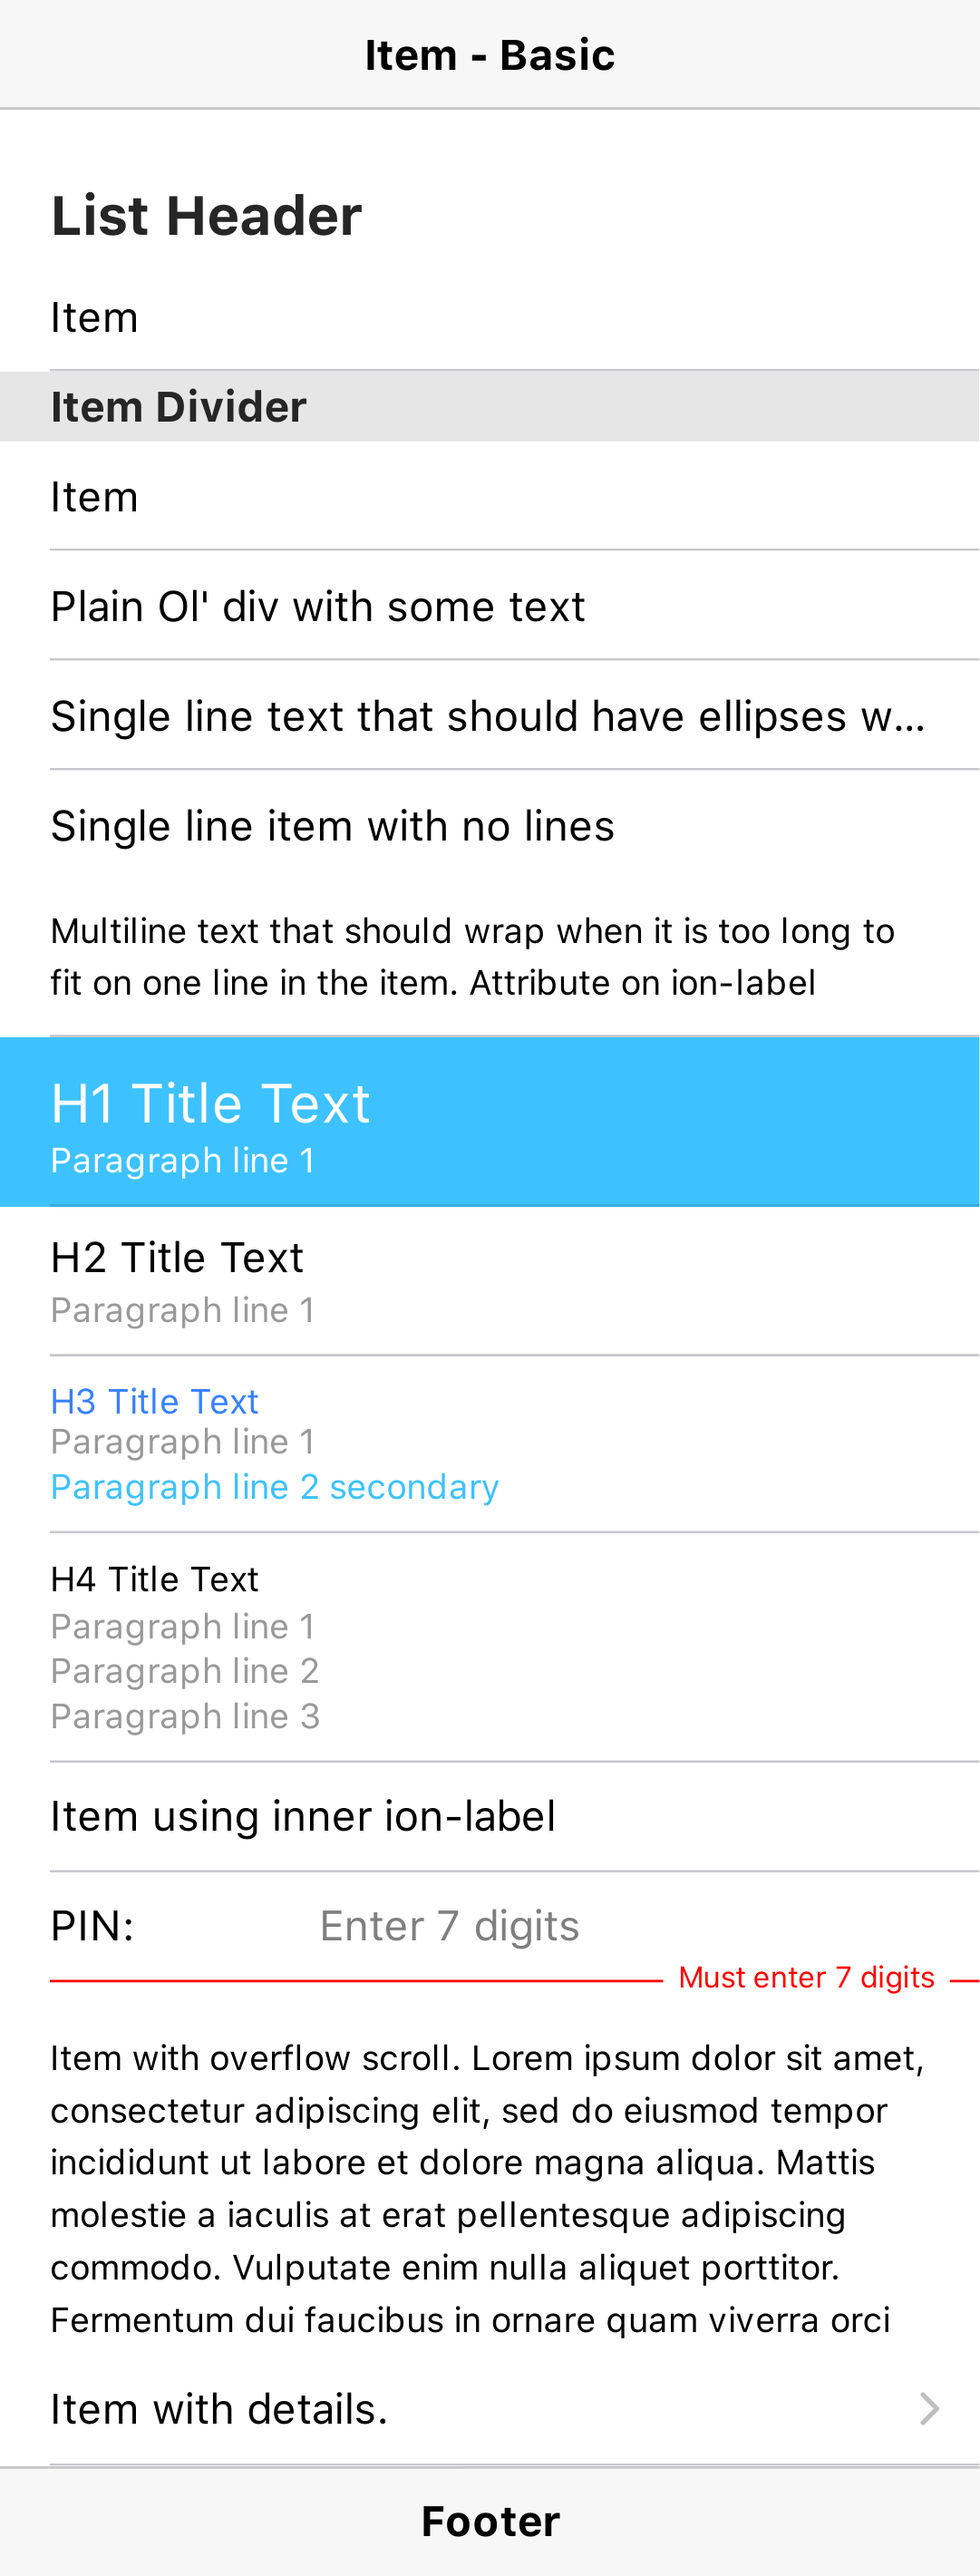 Item - Basic
List Header
Item
Item Divider
Item
Plain Ol' div with some text
Single line text that should have ellipses w...
Single line item with no lines
Multiline text that should wrap when it is too long to
fit on one line in the item. Attribute on ion-label
H1 Title Text
Paragraph line 1
H2 Title Text
Paragraph line 1
H3 Title Text
Paragraph line 1
Paragraph line 2 secondary
H4 Title Text
Paragraph line 1
Paragraph line 2
Paragraph line 3
Item using inner ion-label
PIN: Enter 7 digits
Must enter 7 digits
Item with overflow scroll. Lorem ipsum dolor sit amet,
consectetur adipiscing elit, sed do eiusmod tempor
incididunt ut labore et dolore magna aliqua. Mattis
molestie a iaculis at erat pellentesque adipiscing
commodo. Vulputate enim nulla aliquet porttitor.
Fermentum dui faucibus in ornare quam viverra orci
Item with details.
Footer